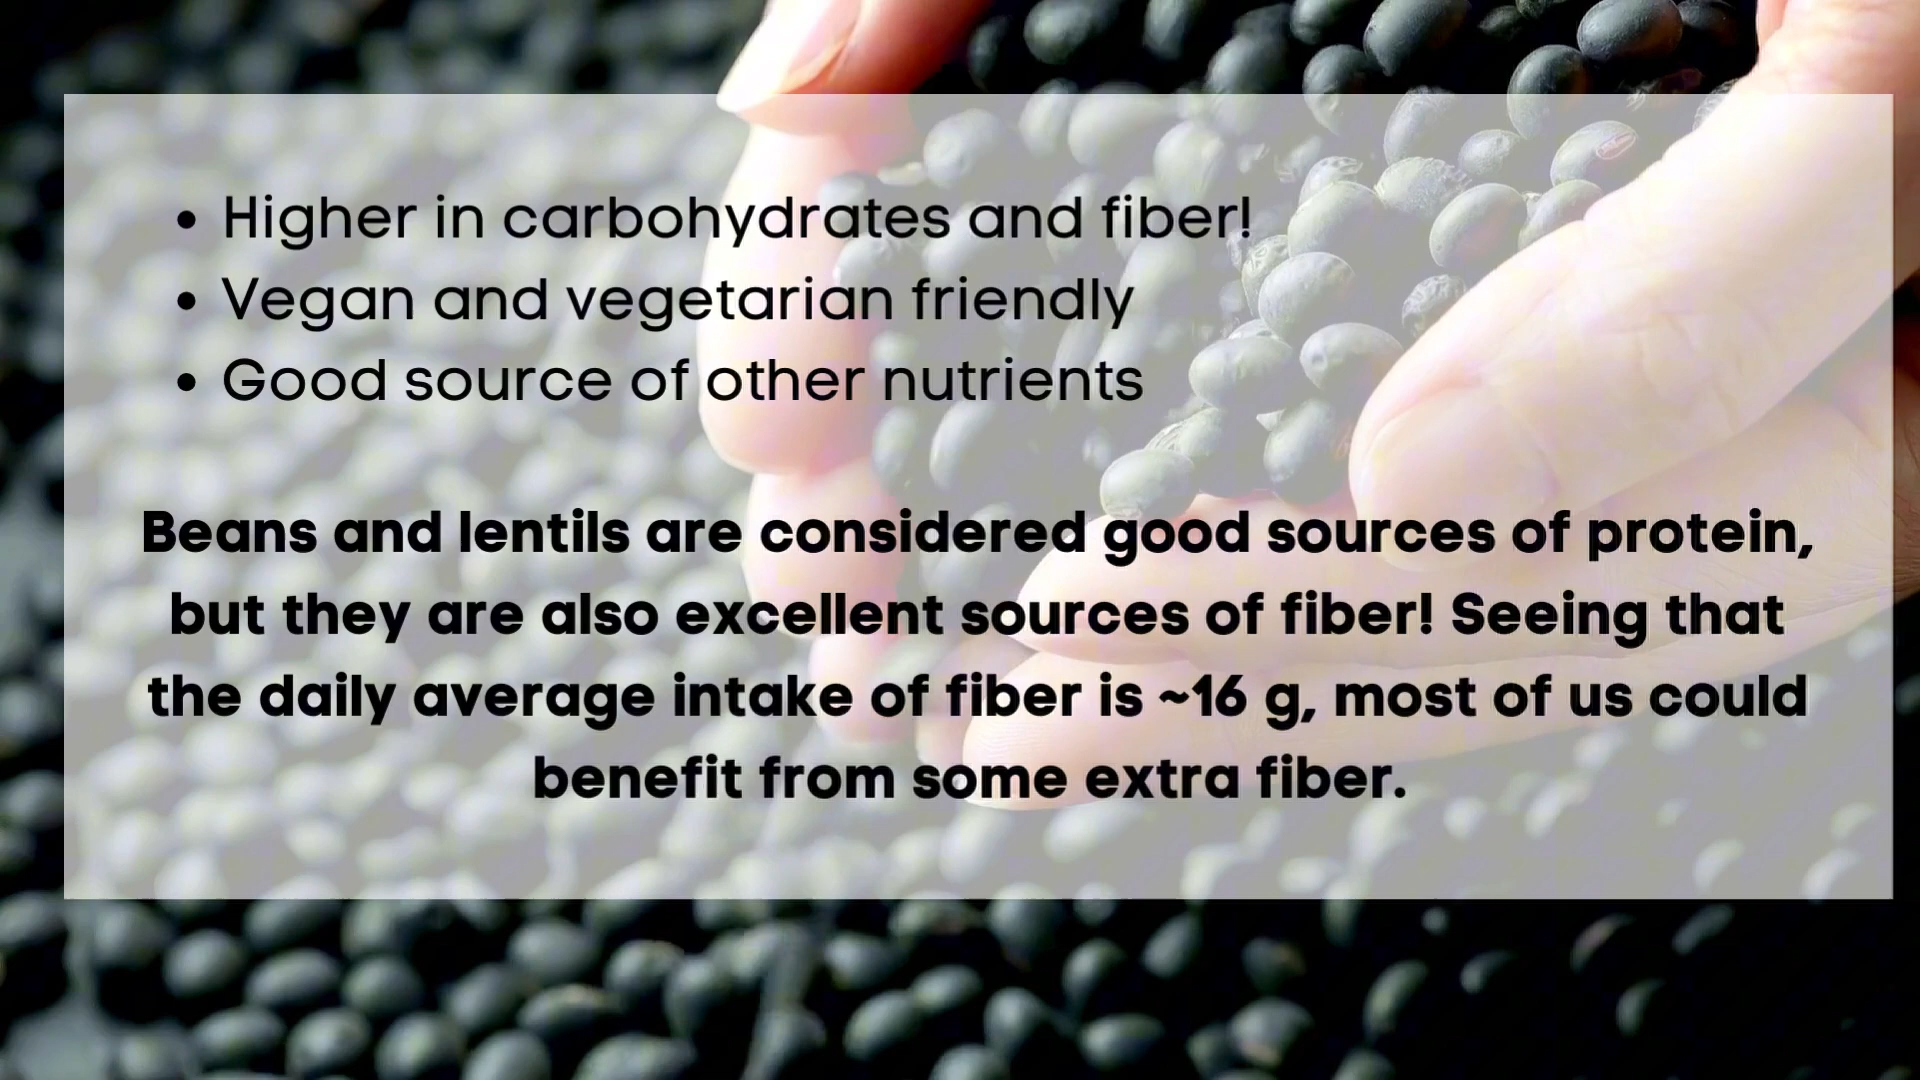 • Higher in carbohydrates and fiber!
• Vegan and vegetarian friendly
• Good source of other nutrients
Beans and lentils are considered good sources of protein,
but they are also excellent sources of fiber! Seeing that
the daily average intake of fiber is ~16 g, most of us could
benefit from some extra fiber.